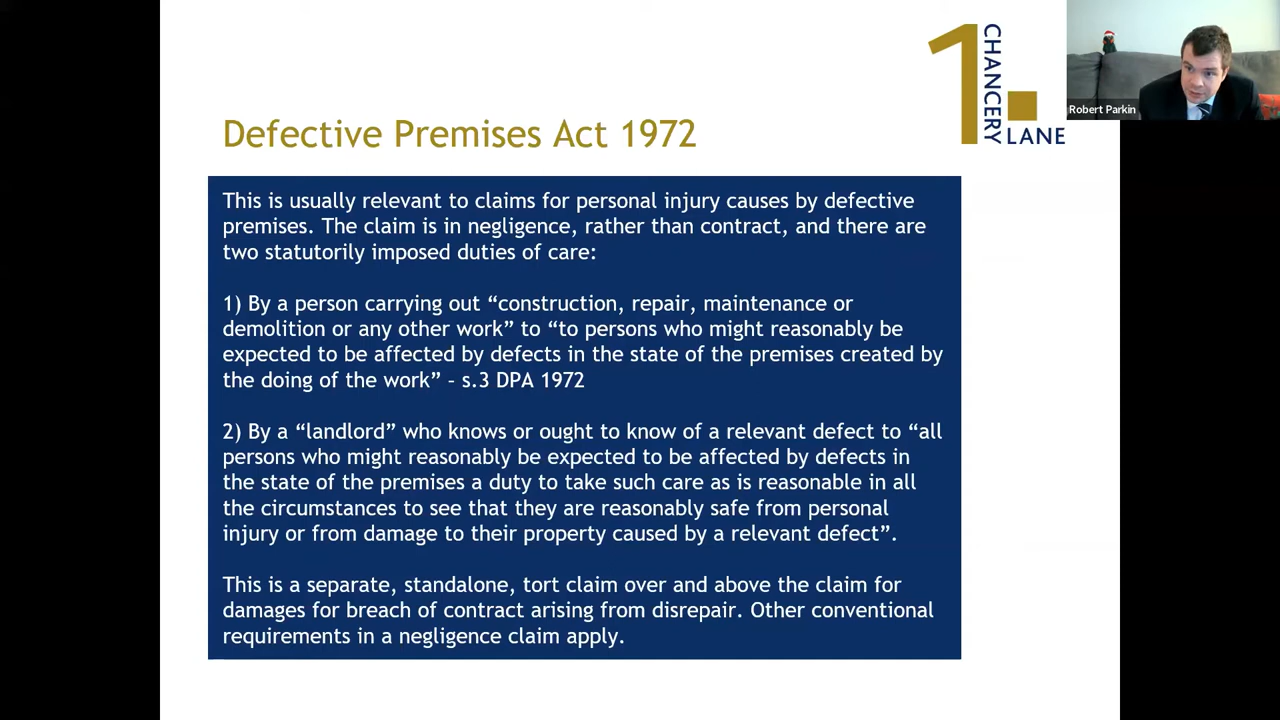 Defective Premises Act 1972
1 CHANCERY LANE
Robert Parkin
This is usually relevant to claims for personal injury causes by defective
premises. The claim is in negligence, rather than contract, and there are
two statutorily imposed duties of care:
1) By a person carrying out “construction, repair, maintenance or
demolition or any other work” to “to persons who might reasonably be
expected to be affected by defects in the state of the premises created by
the doing of the work” – s.3 DPA 1972
2) By a “landlord” who knows or ought to know of a relevant defect to “all
persons who might reasonably be expected to be affected by defects in
the state of the premises a duty to take such care as is reasonable in all
the circumstances to see that they are reasonably safe from personal
injury or from damage to their property caused by a relevant defect”.
This is a separate, standalone, tort claim over and above the claim for
damages for breach of contract arising from disrepair. Other conventional
requirements in a negligence claim apply.